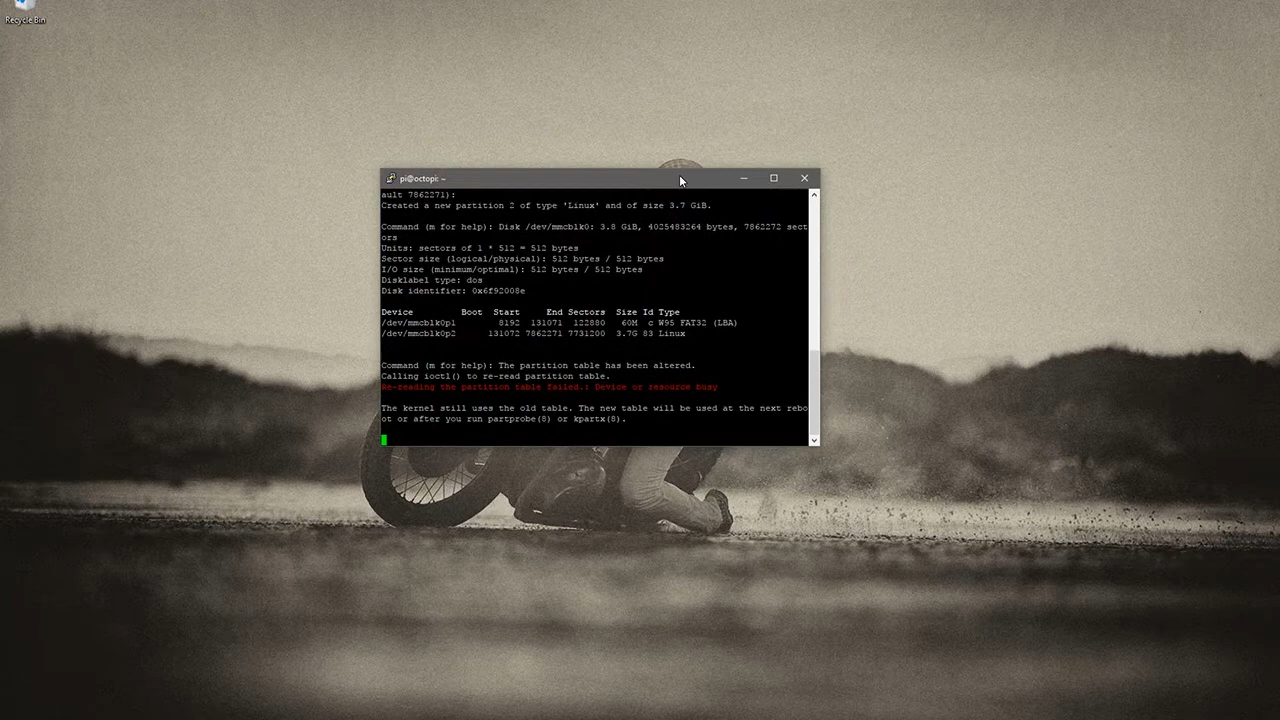 Recycle Bin
pi@octopi: ~
ault 7862271):
Created a new partition 2 of type 'Linux' and of size 3.7 GiB.
Command (m for help): Disk /dev/mmcblk0: 3.8 GiB, 4025483264 bytes, 7862272 sect
ors
Units: sectors of 1 * 512 = 512 bytes
Sector size (logical/physical): 512 bytes / 512 bytes
I/O size (minimum/optimal): 512 bytes / 512 bytes
Disklabel type: dos
Disk identifier: 0x6f92008e
Device Boot Start End Sectors Size Id Type
/dev/mmcblk0p1 8192 131071 122880 60M c W95 FAT32 (LBA)
/dev/mmcblk0p2 131072 7862271 7731200 3.7G 83 Linux
Command (m for help): The partition table has been altered.
Calling ioctl() to re-read partition table.
Re-reading the partition table failed.: Device or resource busy
The kernel still uses the old table. The new table will be used at the next rebo
ot or after you run partprobe(8) or kpartx(8).